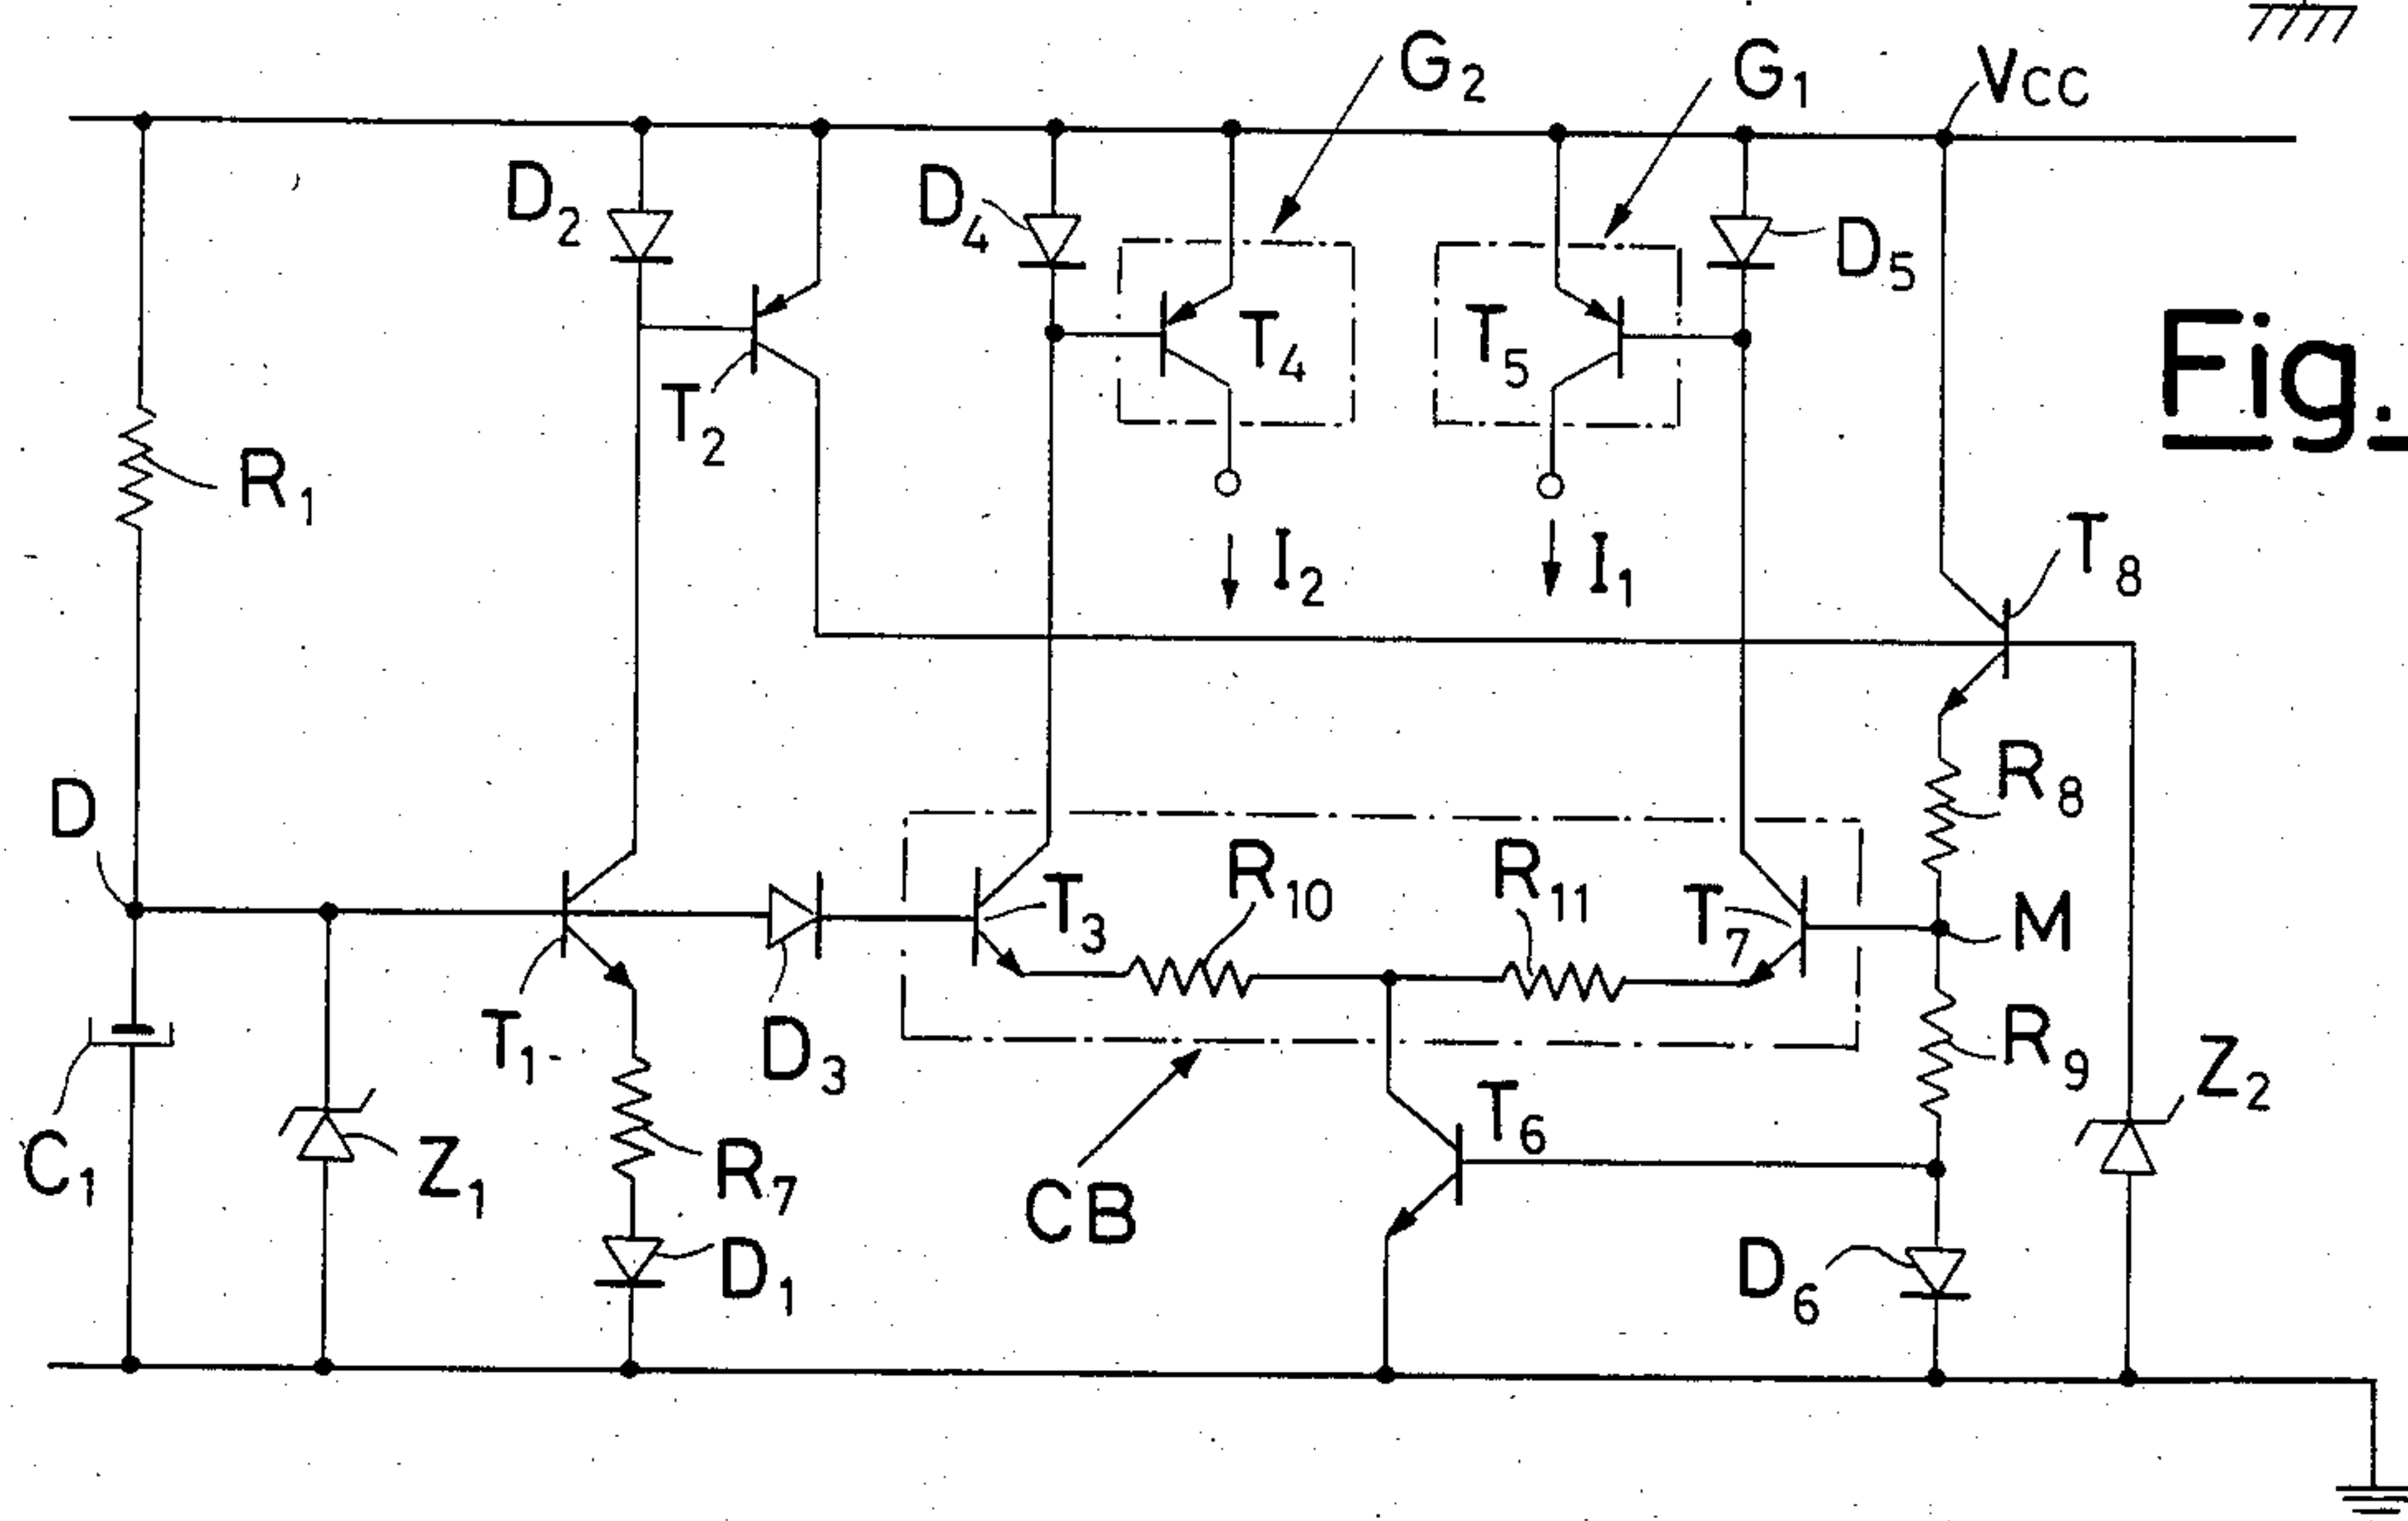 G2
G1
VCC
D2
D4
D5
T4
T5
Fig.
T2
R1
I2
I1
T8
D
R8
T3
R10
R11
T7
M
T1
D3
R9
Z2
C1
Z1
R7
CB
T6
D1
D6